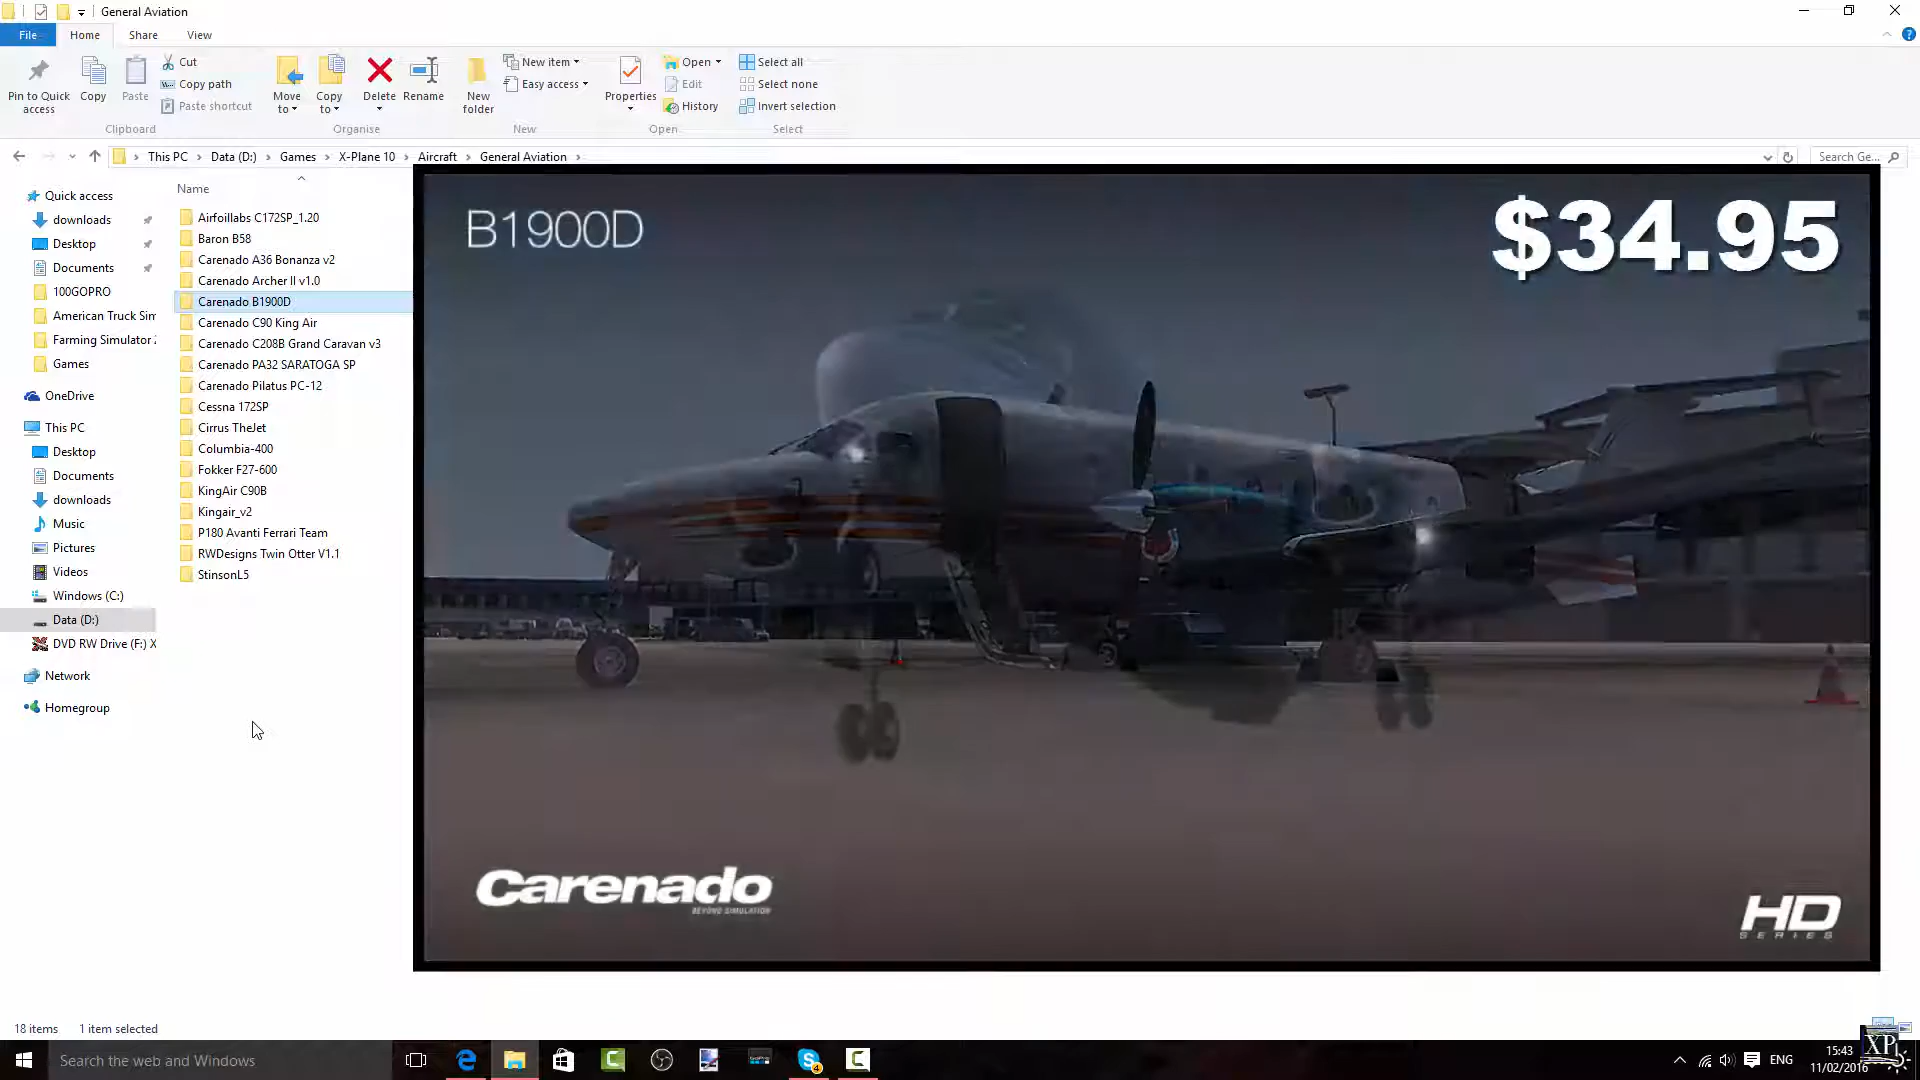 General Aviation
File Home Share View
Pin to Quick access
Copy
Paste
Cut
Copy path
Paste shortcut
Move to
Copy to
Delete
Rename
New folder
New item
Easy access
Properties
Open
Edit
History
Select all
Select none
Invert selection
Clipboard
Organise
New
Open
Select
This PC > Data (D:) > Games > X-Plane 10 > Aircraft > General Aviation >
Search Ge...
Quick access
downloads
Desktop
Documents
100GOPRO
American Truck Sim
Farming Simulator 2
Games
OneDrive
This PC
Desktop
Documents
downloads
Music
Pictures
Videos
Windows (C:)
Data (D:)
DVD RW Drive (F:) X
Network
Homegroup
Name
Airfoillabs C172SP_1.20
Baron B58
Carenado A36 Bonanza v2
Carenado Archer II v1.0
Carenado B1900D
Carenado C90 King Air
Carenado C208B Grand Caravan v3
Carenado PA32 SARATOGA SP
Carenado Pilatus PC-12
Cessna 172SP
Cirrus TheJet
Columbia-400
Fokker F27-600
KingAir C90B
Kingair_v2
P180 Avanti Ferrari Team
RWDesigns Twin Otter V1.1
StinsonL5
B1900D
$34.95
Carenado
BEYOND SIMULATION
HD
SERIES
18 items 1 item selected
Search the web and Windows
GoPro
4
ENG
15:43
11/02/2016
XPL